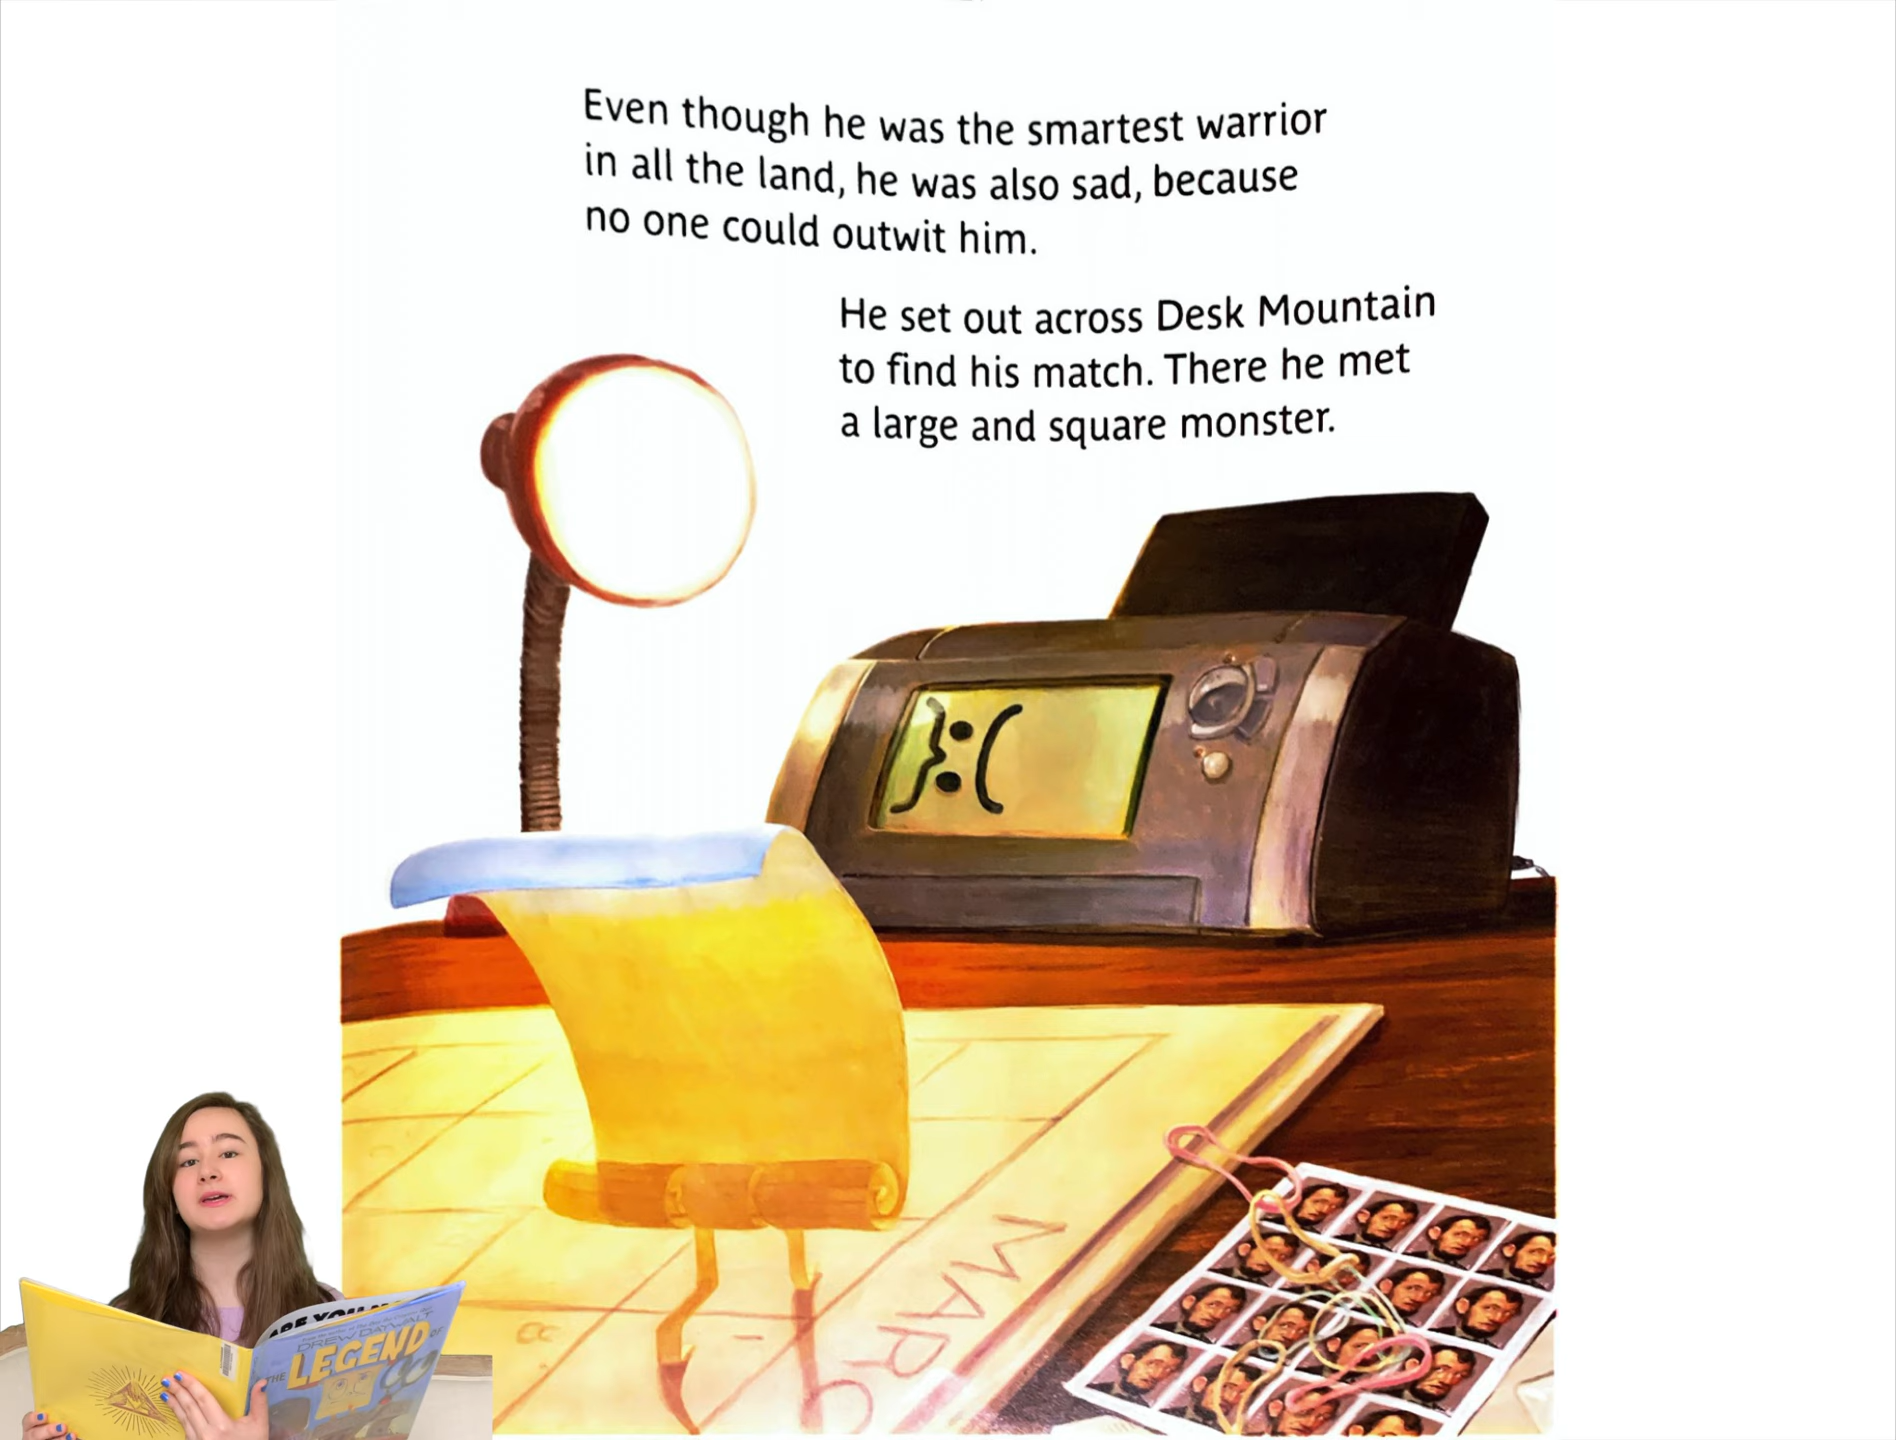 Even though he was the smartest warrior
in all the land, he was also sad, because
no one could outwit him.
He set out across Desk Mountain
to find his match. There he met
a large and square monster.
}:(
MARC
DREW DAYWALT
THE LEGEND OF